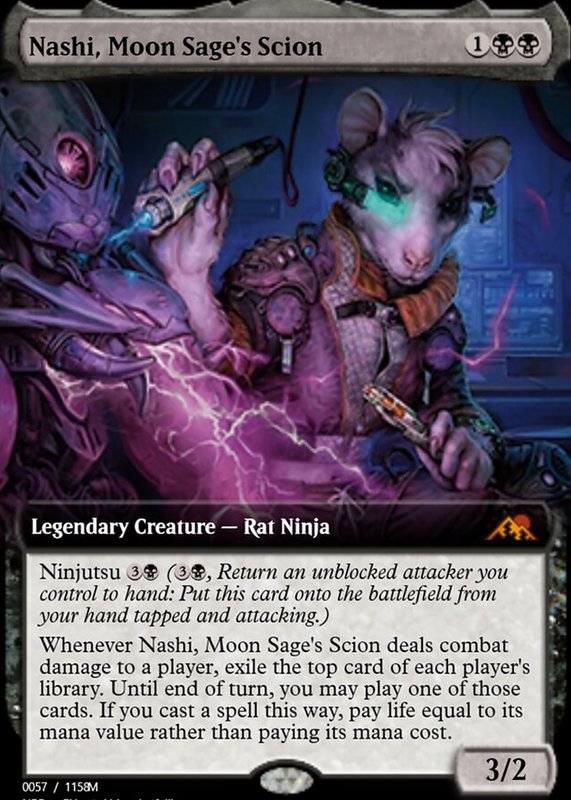 Nashi, Moon Sage's Scion 1
Legendary Creature — Rat Ninja
Ninjutsu 3 (3, Return an unblocked attacker you
control to hand: Put this card onto the battlefield from
your hand tapped and attacking.)
Whenever Nashi, Moon Sage's Scion deals combat
damage to a player, exile the top card of each player's
library. Until end of turn, you may play one of those
cards. If you cast a spell this way, pay life equal to its
mana value rather than paying its mana cost.
3/2
0057 / 1158M